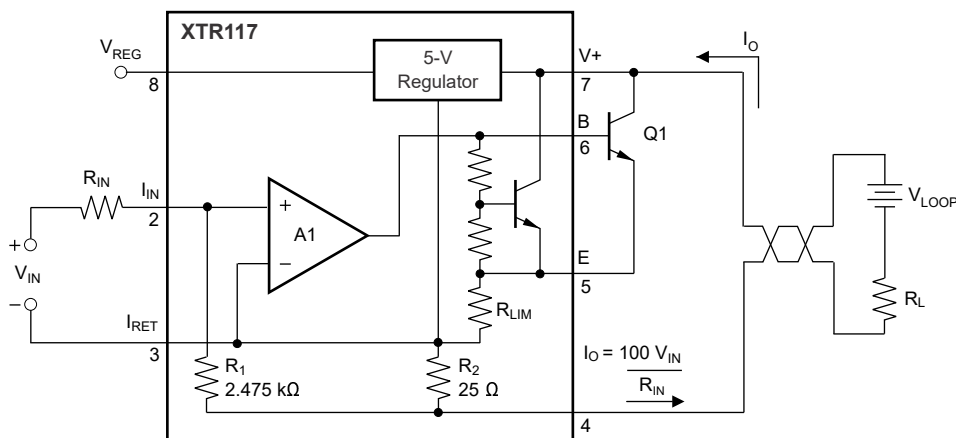 XTR117
V_REG
8
5-V
Regulator
V+
7
I_O
B
6
Q1
R_IN
I_IN
2
+
A1
−
V_LOOP
+
V_IN
−
E
5
R_LIM
R_L
I_RET
3
R_1
2.475 kΩ
R_2
25 Ω
I_O = 100 V_IN
R_IN
4